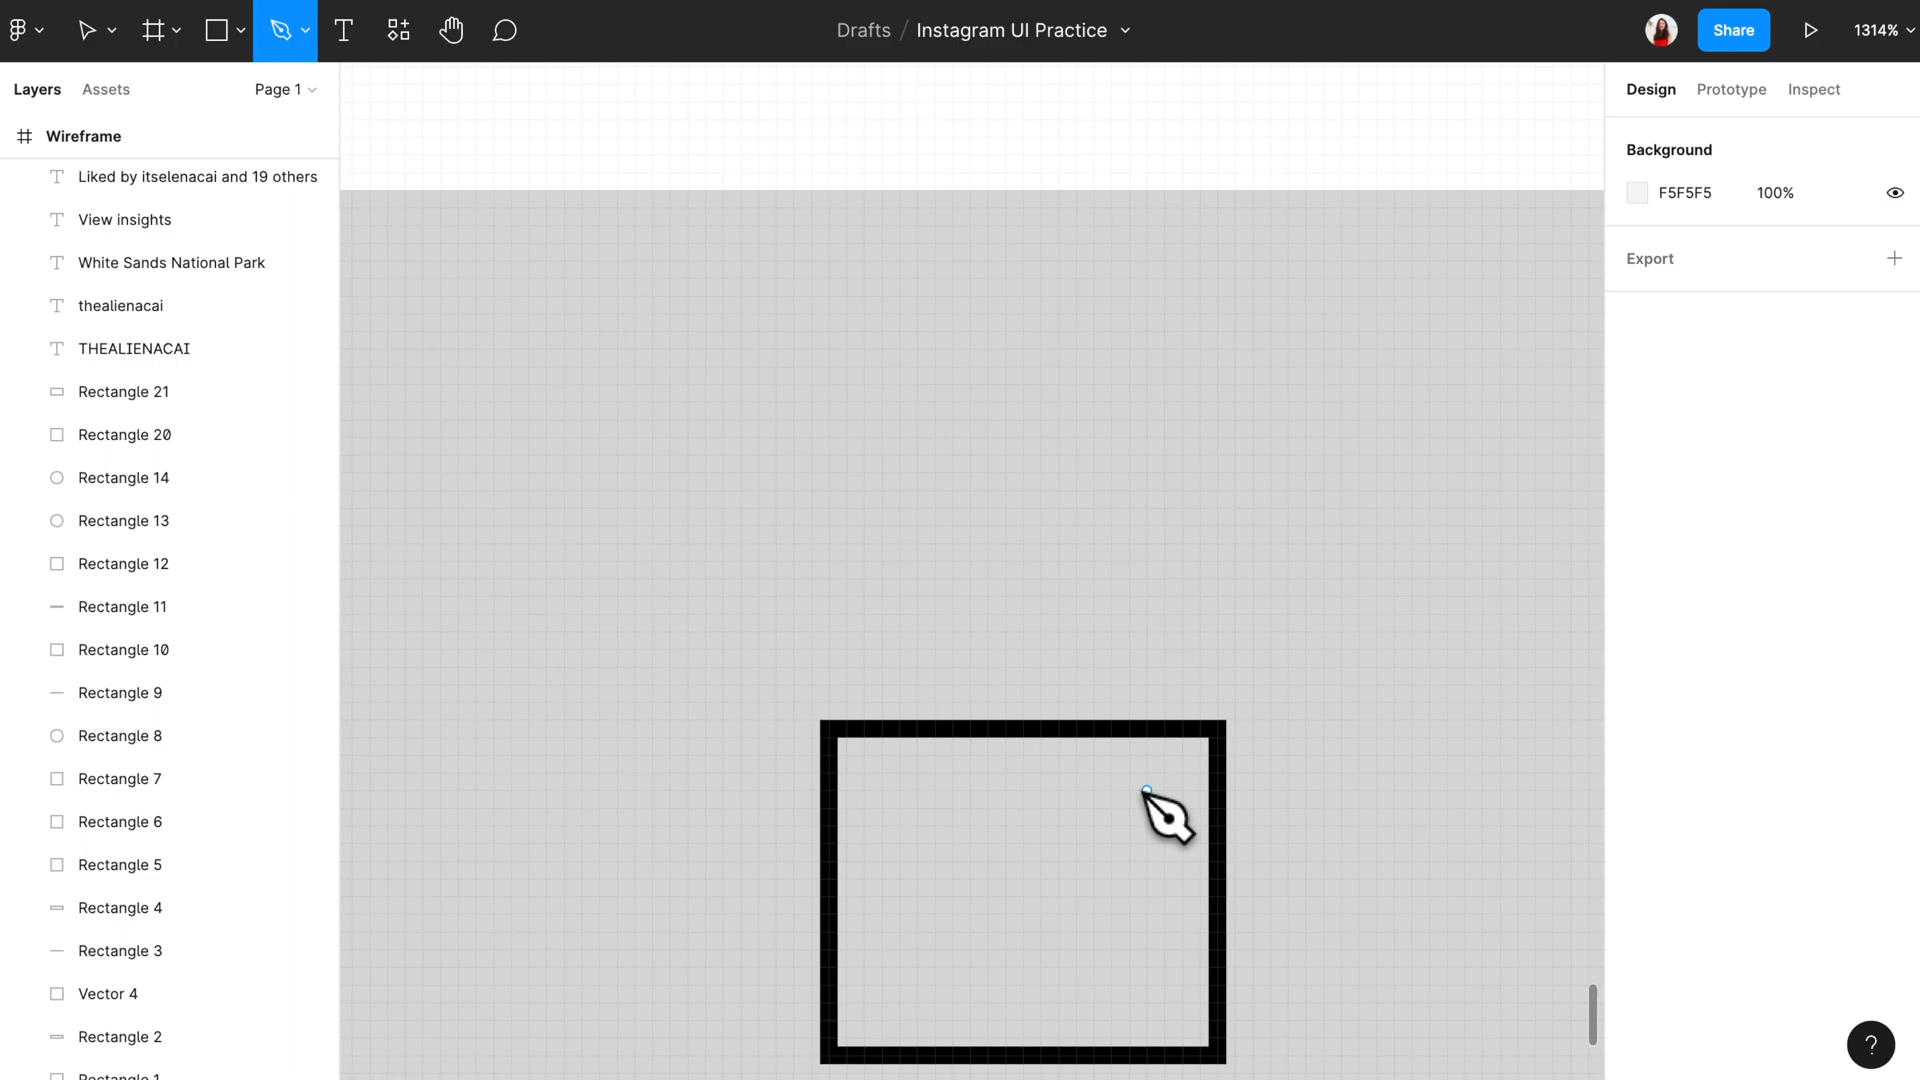 Drafts / Instagram UI Practice
Share
1314%
Layers
Assets
Page 1
Design
Prototype
Inspect
Wireframe
Liked by itselenacai and 19 others
View insights
White Sands National Park
thealienacai
THEALIENACAI
Rectangle 21
Rectangle 20
Rectangle 14
Rectangle 13
Rectangle 12
Rectangle 11
Rectangle 10
Rectangle 9
Rectangle 8
Rectangle 7
Rectangle 6
Rectangle 5
Rectangle 4
Rectangle 3
Vector 4
Rectangle 2
Rectangle 1
Background
F5F5F5 100%
Export
?